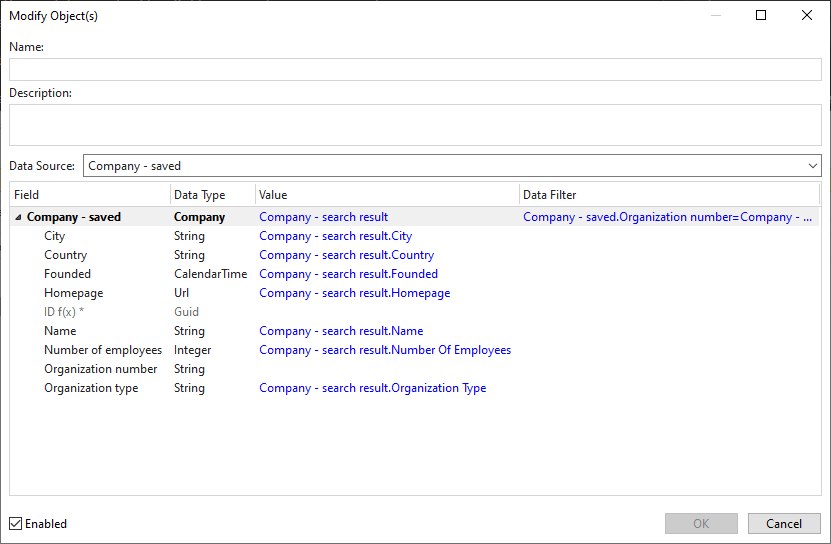 Modify Object(s)
Name:
Description:
Data Source: Company - saved
Field Data Type Value Data Filter
Company - saved Company Company - search result Company - saved.Organization number=Company - ...
City String Company - search result.City
Country String Company - search result.Country
Founded CalendarTime Company - search result.Founded
Homepage Url Company - search result.Homepage
ID f(x) * Guid
Name String Company - search result.Name
Number of employees Integer Company - search result.Number Of Employees
Organization number String
Organization type String Company - search result.Organization Type
Enabled OK Cancel